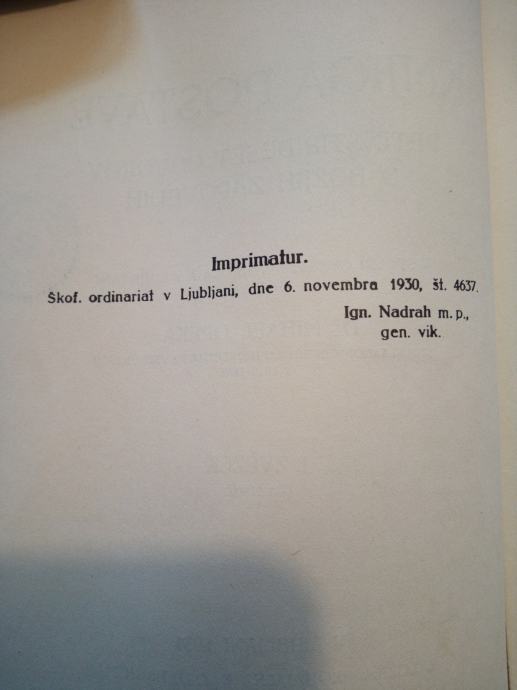 Imprimatur.
Škof. ordinariat v Ljubljani, dne 6. novembra 1930, št. 4637.
Ign. Nadrah m. p.,
gen. vik.